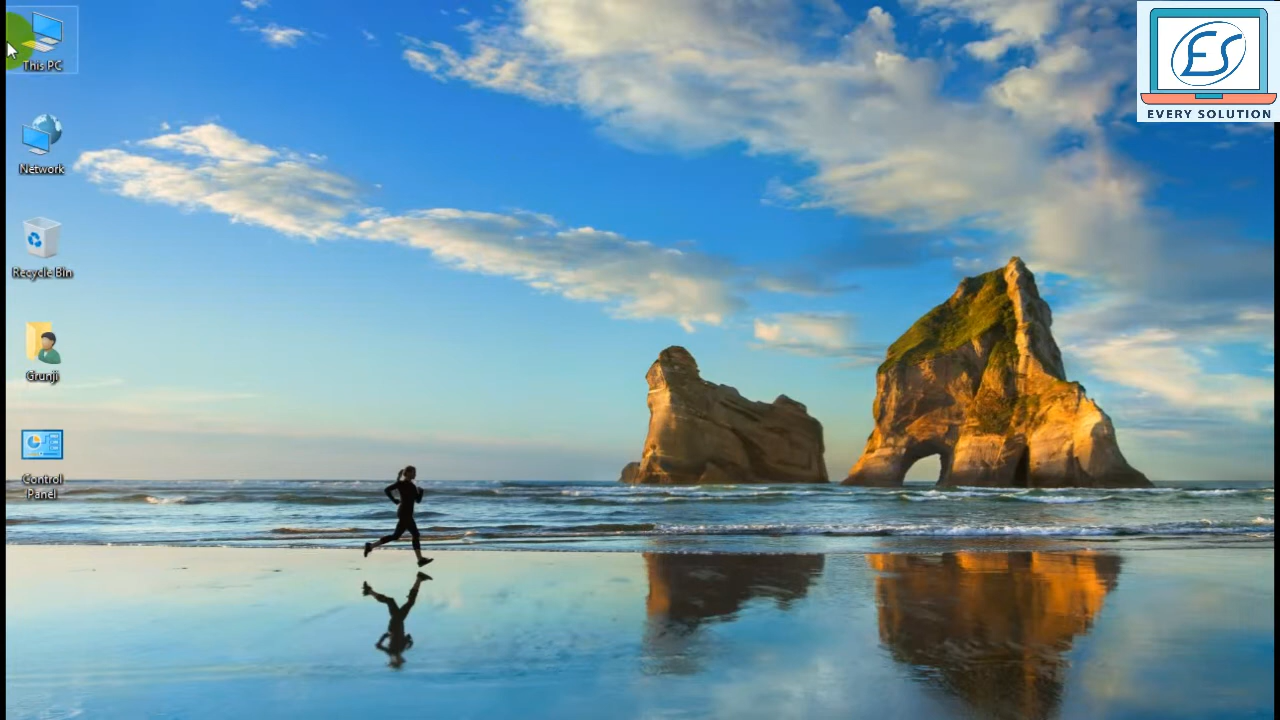 This PC
Network
Recycle Bin
Grunji
Control
Panel
ES
EVERY SOLUTION